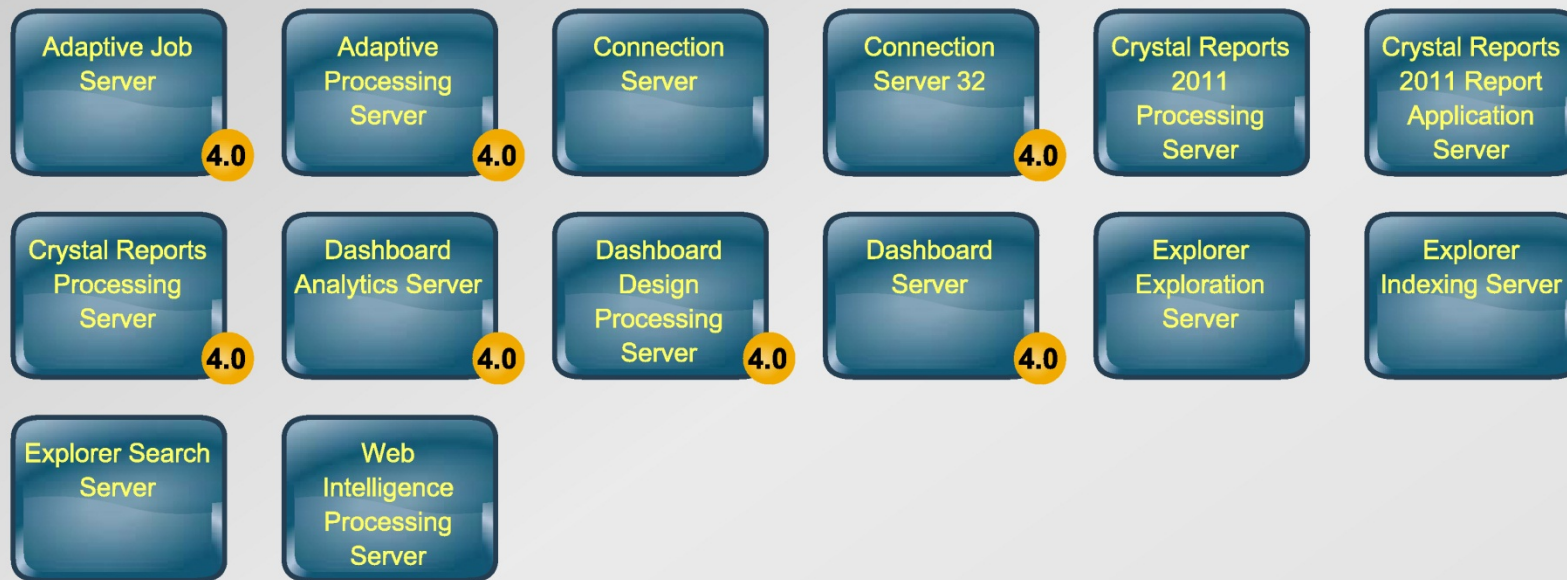 Adaptive Job
Server
4.0
Adaptive
Processing
Server
4.0
Connection
Server
Connection
Server 32
4.0
Crystal Reports
2011
Processing
Server
Crystal Reports
2011 Report
Application
Server
Crystal Reports
Processing
Server
4.0
Dashboard
Analytics Server
4.0
Dashboard
Design
Processing
Server
4.0
Dashboard
Server
4.0
Explorer
Exploration
Server
Explorer
Indexing Server
Explorer Search
Server
Web
Intelligence
Processing
Server